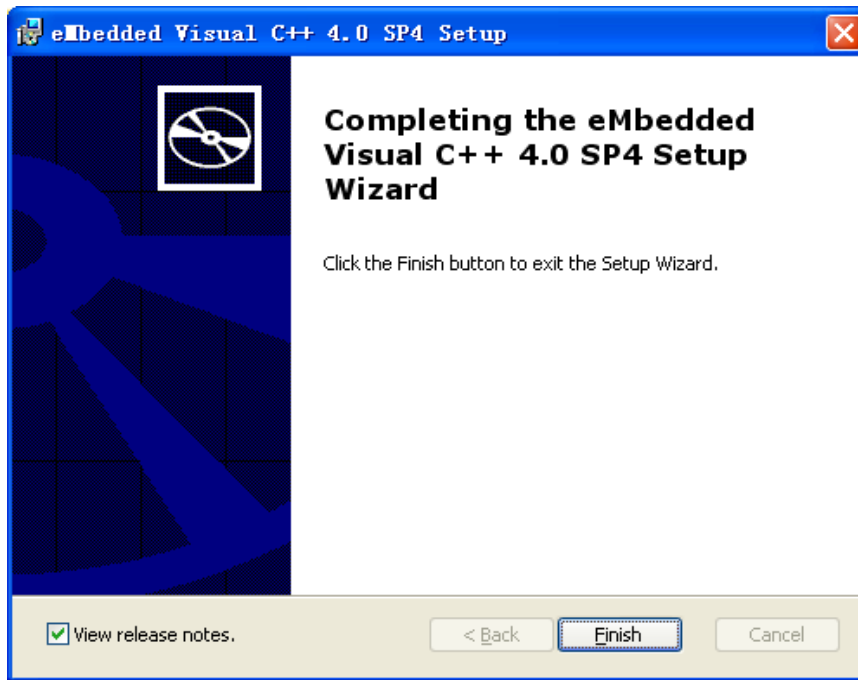 eMbedded Visual C++ 4.0 SP4 Setup
Completing the eMbedded
Visual C++ 4.0 SP4 Setup
Wizard
Click the Finish button to exit the Setup Wizard.
View release notes.
< Back
Finish
Cancel